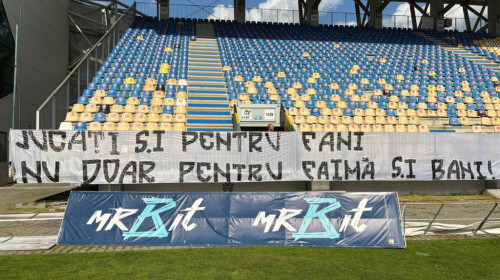 JUCAȚI ȘI PENTRU FANI
NU DOAR PENTRU FAIMĂ ȘI BANI!
MRBit MRBit